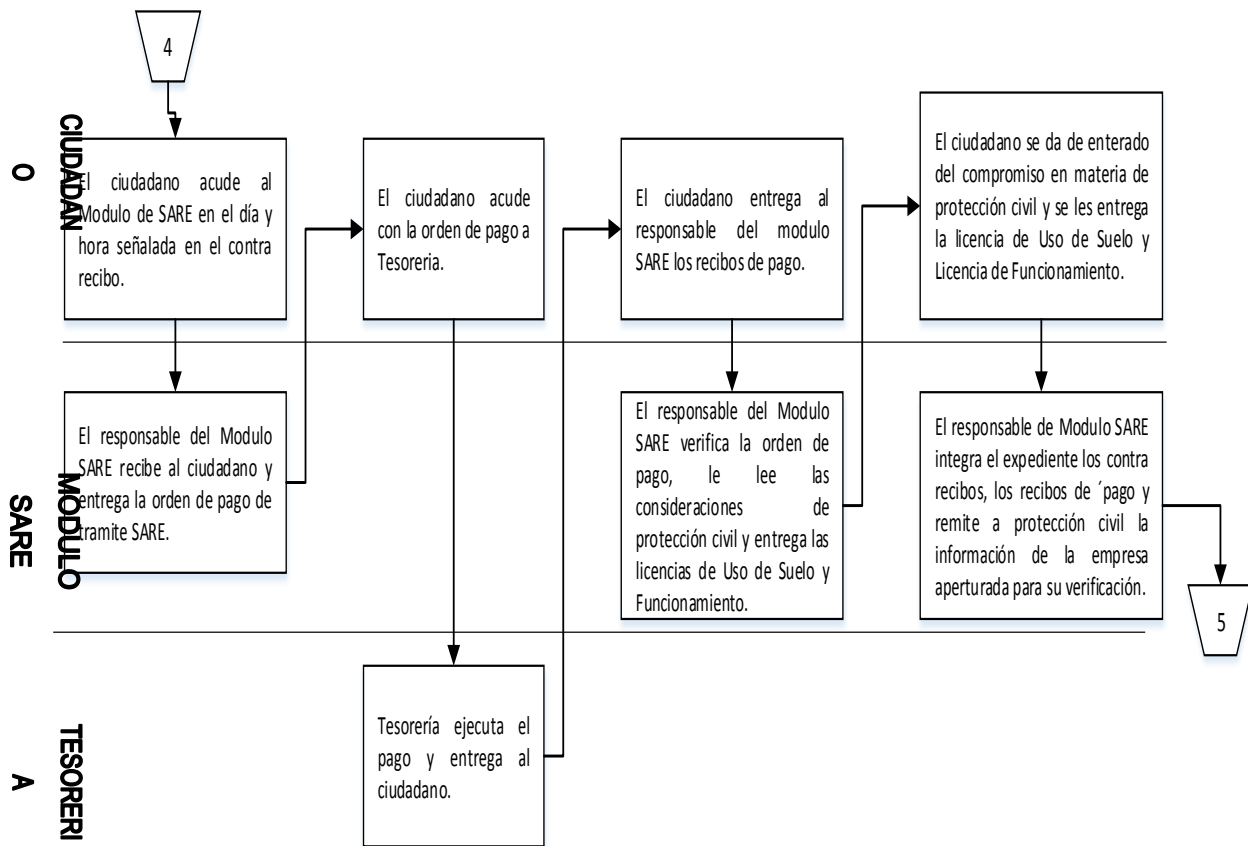 4
CIUDADAN
O
El ciudadano acude al
Modulo de SARE en el día y
hora señalada en el contra
recibo.
El ciudadano acude
con la orden de pago a
Tesoreria.
El ciudadano entrega al
responsable del modulo
SARE los recibos de pago.
El ciudadano se da de enterado
del compromiso en materia de
protección civil y se les entrega
la licencia de Uso de Suelo y
Licencia de Funcionamiento.
MODULO
SARE
El responsable del Modulo
SARE recibe al ciudadano y
entrega la orden de pago de
tramite SARE.
El responsable del Modulo
SARE verifica la orden de
pago, le lee las
consideraciones de
protección civil y entrega las
licencias de Uso de Suelo y
Funcionamiento.
El responsable de Modulo SARE
integra el expediente los contra
recibos, los recibos de ´pago y
remite a protección civil la
información de la empresa
aperturada para su verificación.
5
TESORERI
A
Tesorería ejecuta el
pago y entrega al
ciudadano.